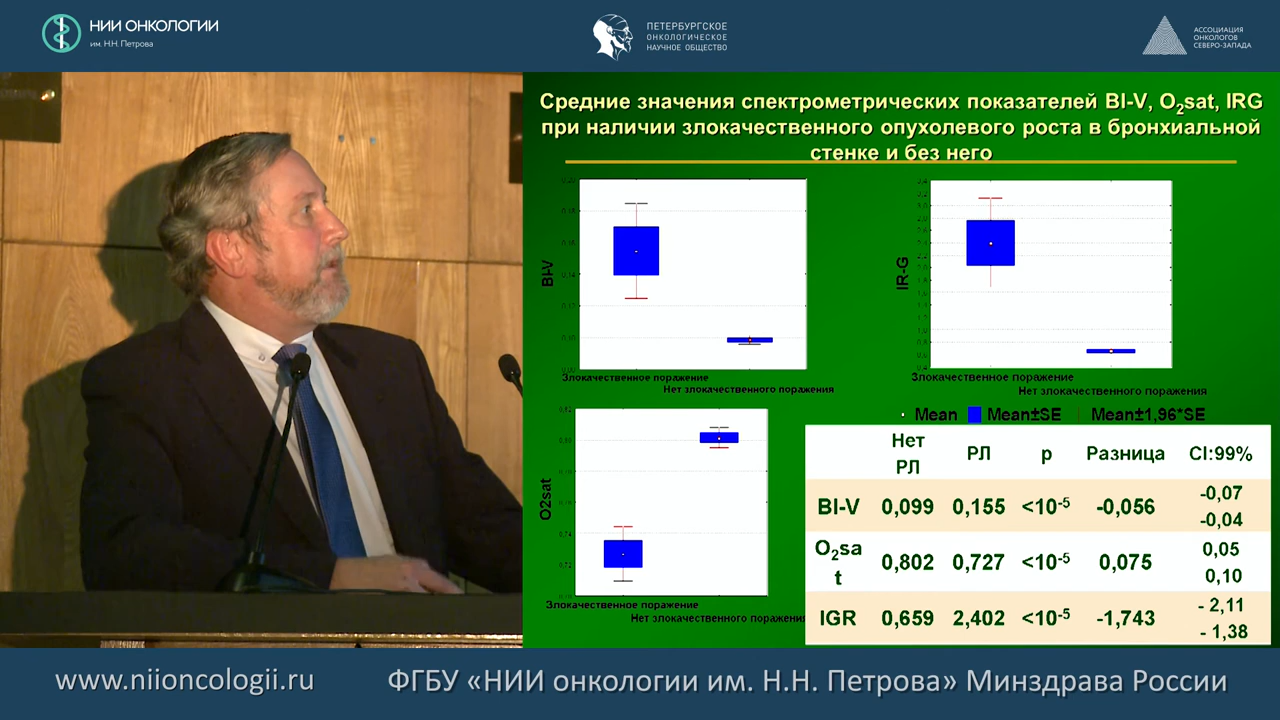 НИИ ОНКОЛОГИИ
им. Н.Н. Петрова
ПЕТЕРБУРГСКОЕ
ОНКОЛОГИЧЕСКОЕ
НАУЧНОЕ ОБЩЕСТВО
АССОЦИАЦИЯ
ОНКОЛОГОВ
СЕВЕРО-ЗАПАДА
Средние значения спектрометрических показателей BI-V, O2sat, IRG
при наличии злокачественного опухолевого роста в бронхиальной
стенке и без него
BI-V
Злокачественное поражение
Нет злокачественного поражения
IR-G
Злокачественное поражение
Нет злокачественного поражения
Mean Mean±SE Mean±1,96*SE
O2sat
Злокачественное поражение
Нет злокачественного поражения
Нет РЛ РЛ p Разница CI:99%
BI-V 0,099 0,155 <10-5 -0,056 -0,07 -0,04
O2sat 0,802 0,727 <10-5 0,075 0,05 0,10
IGR 0,659 2,402 <10-5 -1,743 - 2,11 - 1,38
www.niioncologii.ru
ФГБУ «НИИ онкологии им. Н.Н. Петрова» Минздрава России